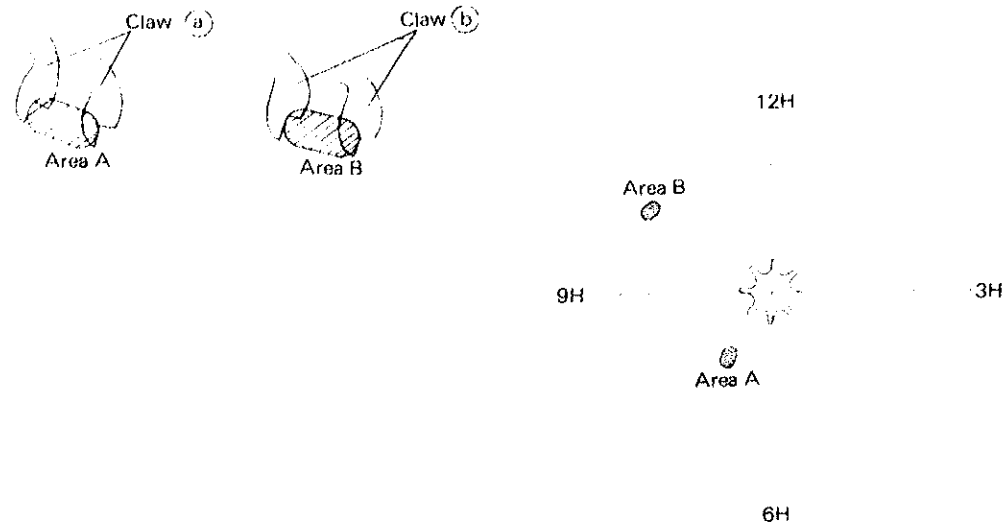 Claw (a)
Claw (b)
Area A
Area B
12H
Area B
9H
3H
Area A
6H